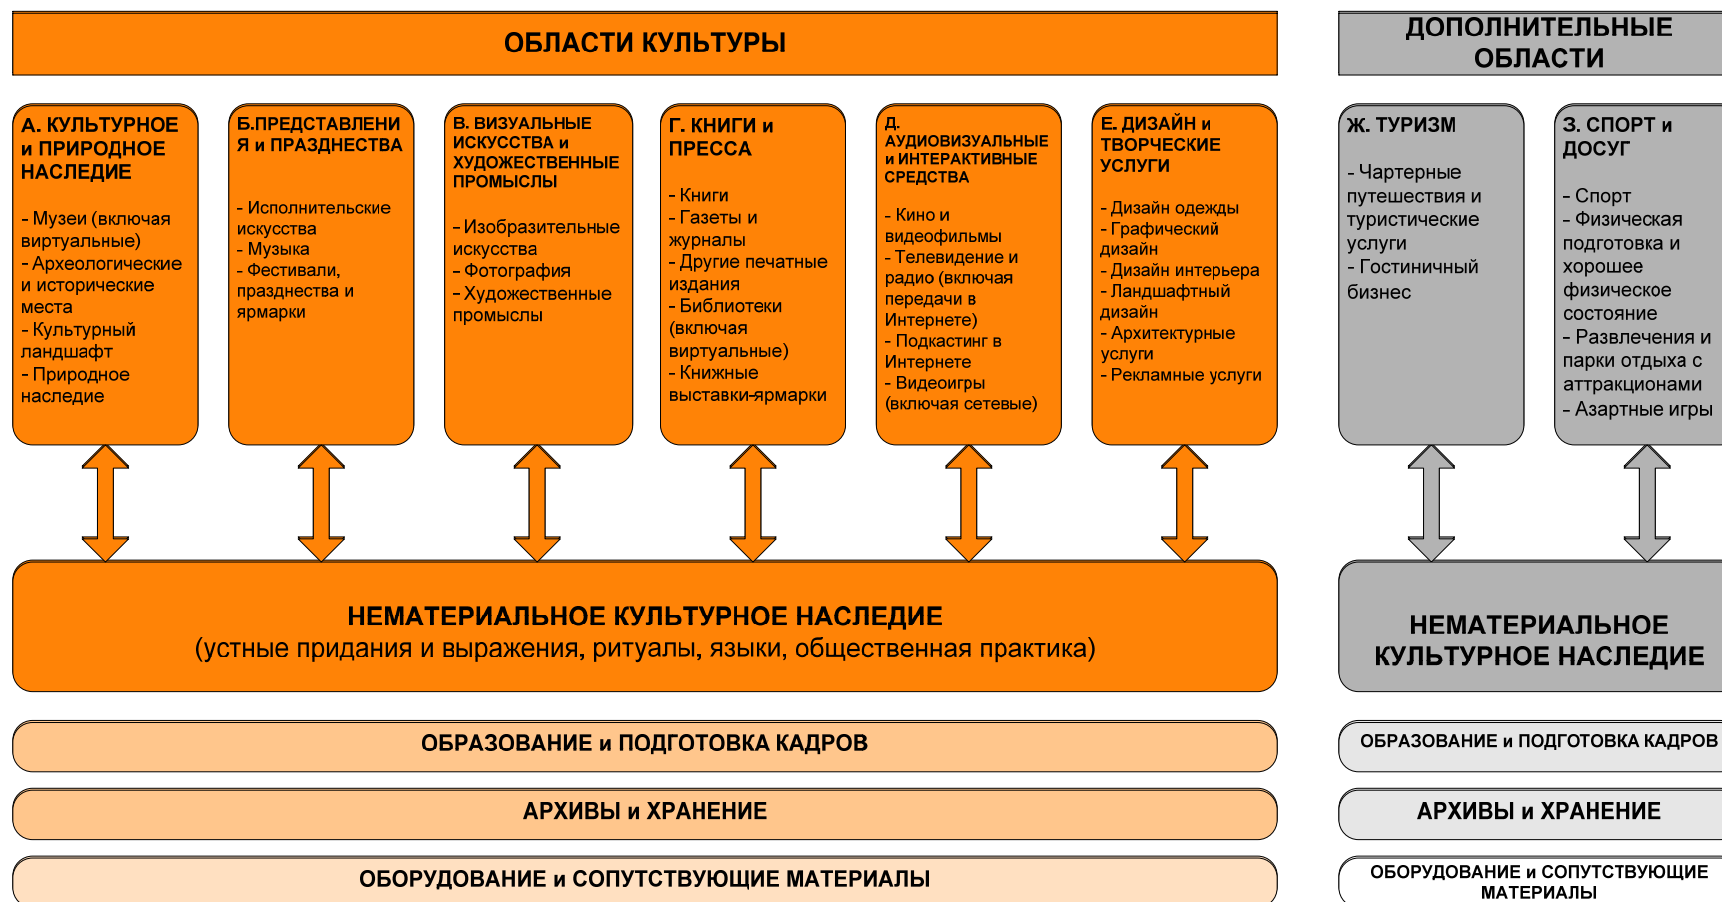 ОБЛАСТИ КУЛЬТУРЫ
ДОПОЛНИТЕЛЬНЫЕ
ОБЛАСТИ
А. КУЛЬТУРНОЕ
и ПРИРОДНОЕ
НАСЛЕДИЕ
- Музеи (включая
виртуальные)
- Археологические
и исторические
места
- Культурный
ландшафт
- Природное
наследие
Б.ПРЕДСТАВЛЕНИ
Я и ПРАЗДНЕСТВА
- Исполнительские
искусства
- Музыка
- Фестивали,
празднества и
ярмарки
В. ВИЗУАЛЬНЫЕ
ИСКУССТВА и
ХУДОЖЕСТВЕННЫЕ
ПРОМЫСЛЫ
- Изобразительные
искусства
- Фотография
- Художественные
промыслы
Г. КНИГИ и
ПРЕССА
- Книги
- Газеты и
журналы
- Другие печатные
издания
- Библиотеки
(включая
виртуальные)
- Книжные
выставки-ярмарки
Д.
АУДИОВИЗУАЛЬНЫЕ
и ИНТЕРАКТИВНЫЕ
СРЕДСТВА
- Кино и
видеофильмы
- Телевидение и
радио (включая
передачи в
Интернете)
- Подкастинг в
Интернете
- Видеоигры
(включая сетевые)
Е. ДИЗАЙН и
ТВОРЧЕСКИЕ
УСЛУГИ
- Дизайн одежды
- Графический
дизайн
- Дизайн интерьера
- Ландшафтный
дизайн
- Архитектурные
услуги
- Рекламные услуги
Ж. ТУРИЗМ
- Чартерные
путешествия и
туристические
услуги
- Гостиничный
бизнес
З. СПОРТ и
ДОСУГ
- Спорт
- Физическая
подготовка и
хорошее
физическое
состояние
- Развлечения и
парки отдыха с
аттракционами
- Азартные игры
НЕМАТЕРИАЛЬНОЕ КУЛЬТУРНОЕ НАСЛЕДИЕ
(устные придания и выражения, ритуалы, языки, общественная практика)
НЕМАТЕРИАЛЬНОЕ
КУЛЬТУРНОЕ НАСЛЕДИЕ
ОБРАЗОВАНИЕ и ПОДГОТОВКА КАДРОВ
ОБРАЗОВАНИЕ и ПОДГОТОВКА КАДРОВ
АРХИВЫ и ХРАНЕНИЕ
АРХИВЫ и ХРАНЕНИЕ
ОБОРУДОВАНИЕ и СОПУТСТВУЮЩИЕ МАТЕРИАЛЫ
ОБОРУДОВАНИЕ и СОПУТСТВУЮЩИЕ
МАТЕРИАЛЫ